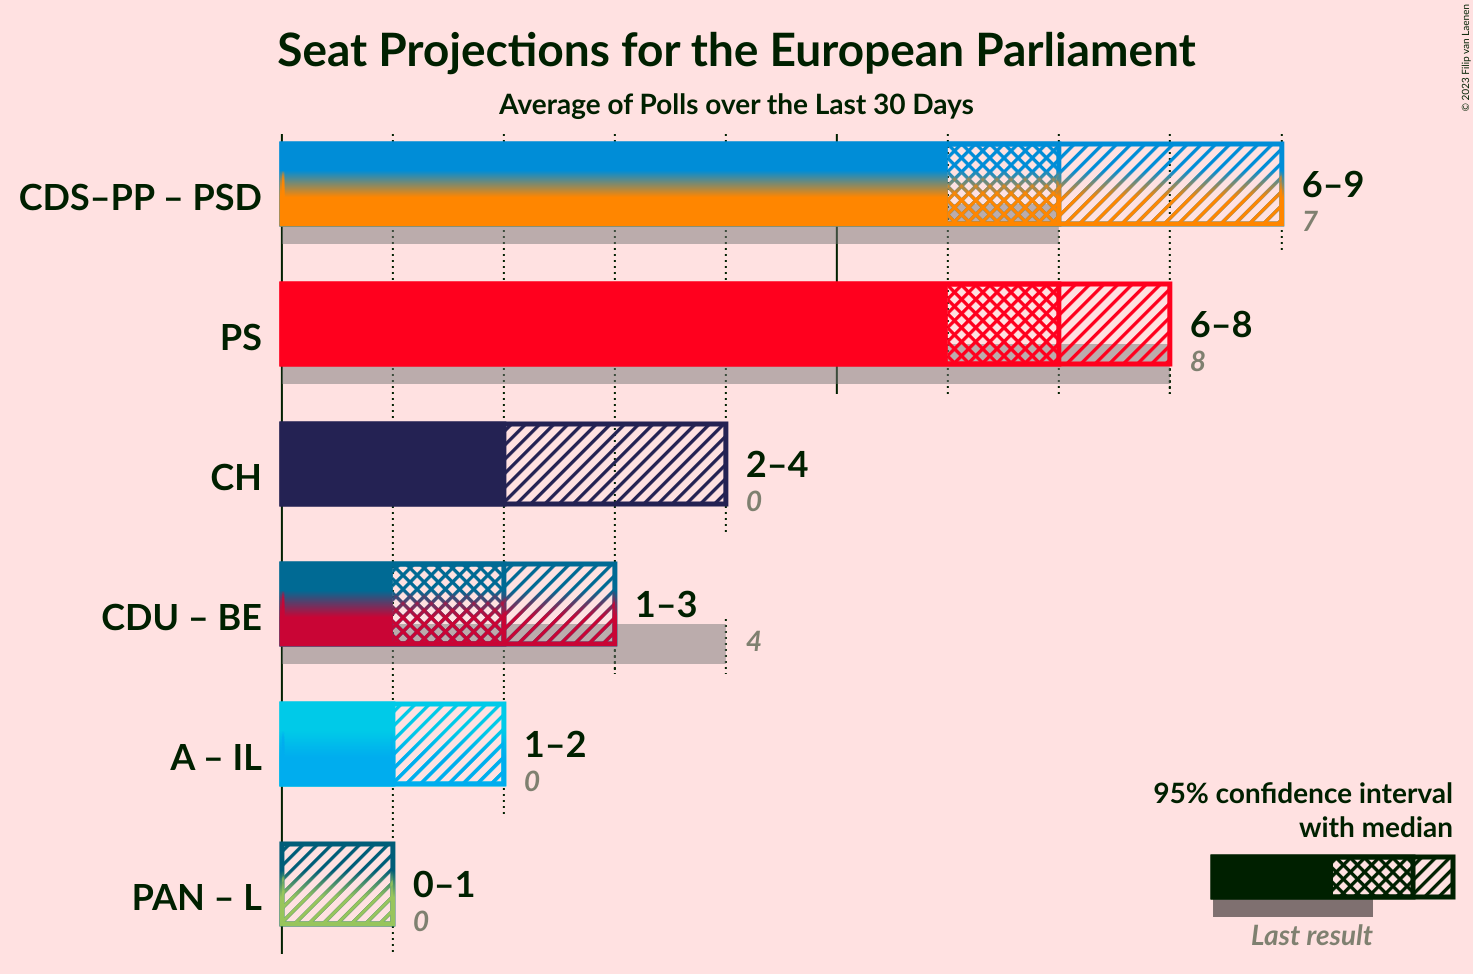 Seat Projections for the European Parliament
Average of Polls over the Last 30 Days
© 2023 Filip van Laenen
CDS–PP – PSD
6–9
7
PS
6–8
8
CH
2–4
0
CDU – BE
1–3
4
A – IL
1–2
0
PAN – L
0–1
0
95% confidence interval
with median
Last result